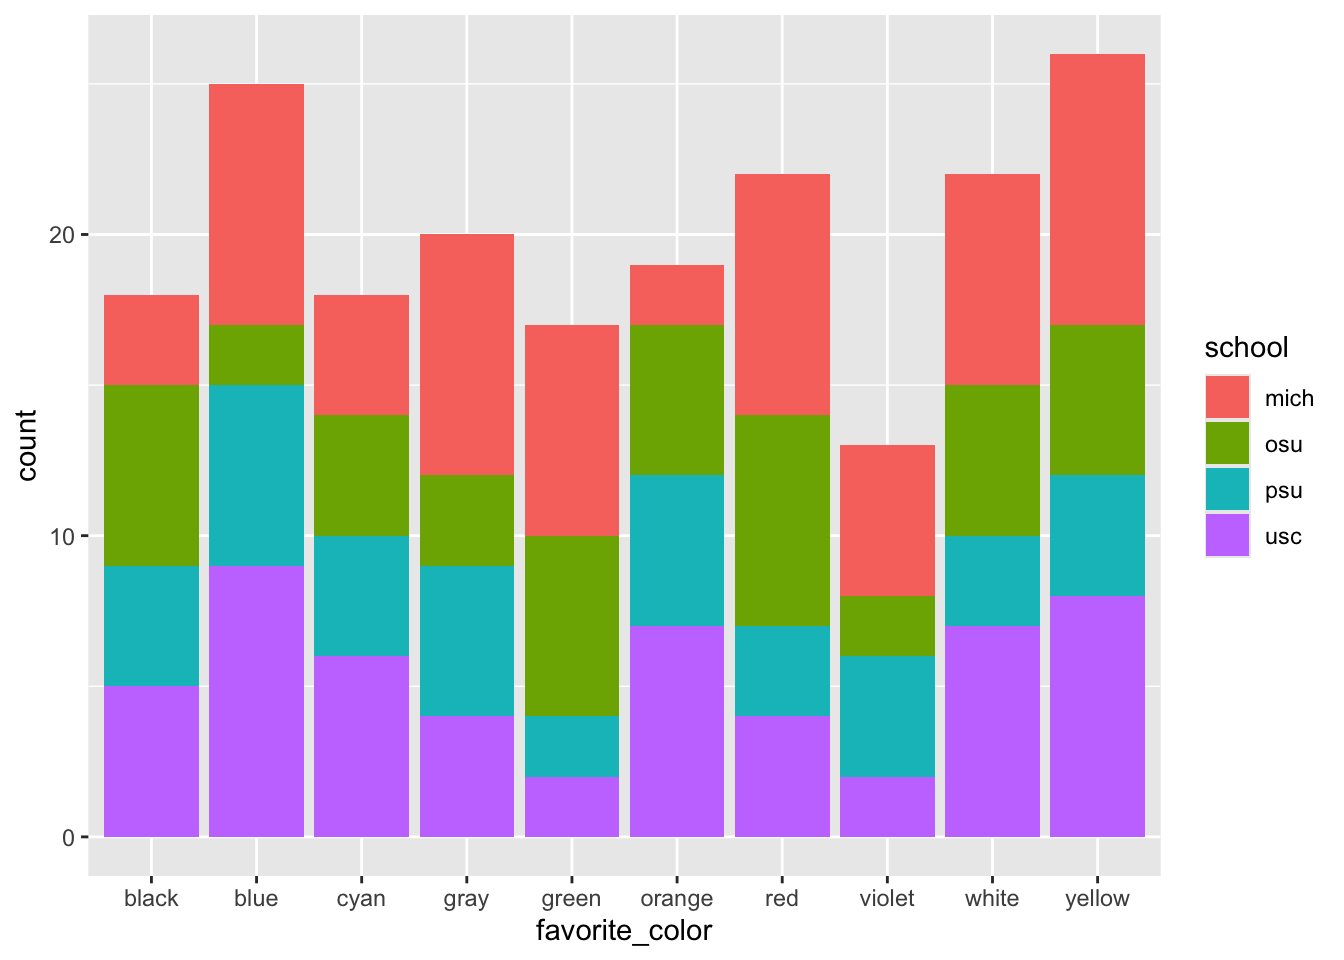 count
20
10
0
black blue cyan gray green orange red violet white yellow
favorite_color
school
mich
osu
psu
usc